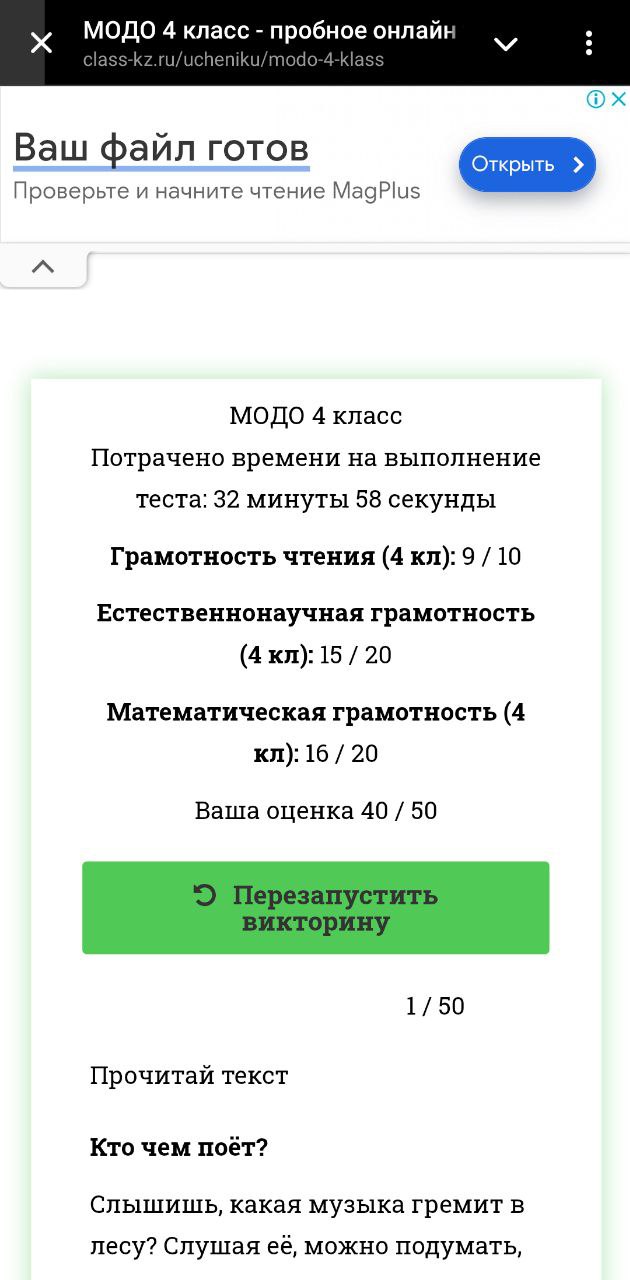 МОДО 4 класс - пробное онлайн
class-kz.ru/ucheniku/modo-4-klass
Ваш файл готов
Проверьте и начните чтение MagPlus
Открыть
МОДО 4 класс
Потрачено времени на выполнение
теста: 32 минуты 58 секунды
Грамотность чтения (4 кл): 9 / 10
Естественнонаучная грамотность
(4 кл): 15 / 20
Математическая грамотность (4
кл): 16 / 20
Ваша оценка 40 / 50
Перезапустить
викторину
1 / 50
Прочитай текст
Кто чем поёт?
Слышишь, какая музыка гремит в
лесу? Слушая её, можно подумать,